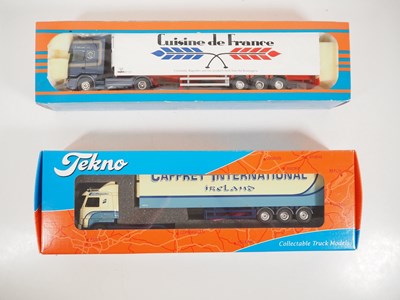 Cuisine de France
Tekno
CAFFREY INTERNATIONAL
IRELAND
Collectable Truck Models